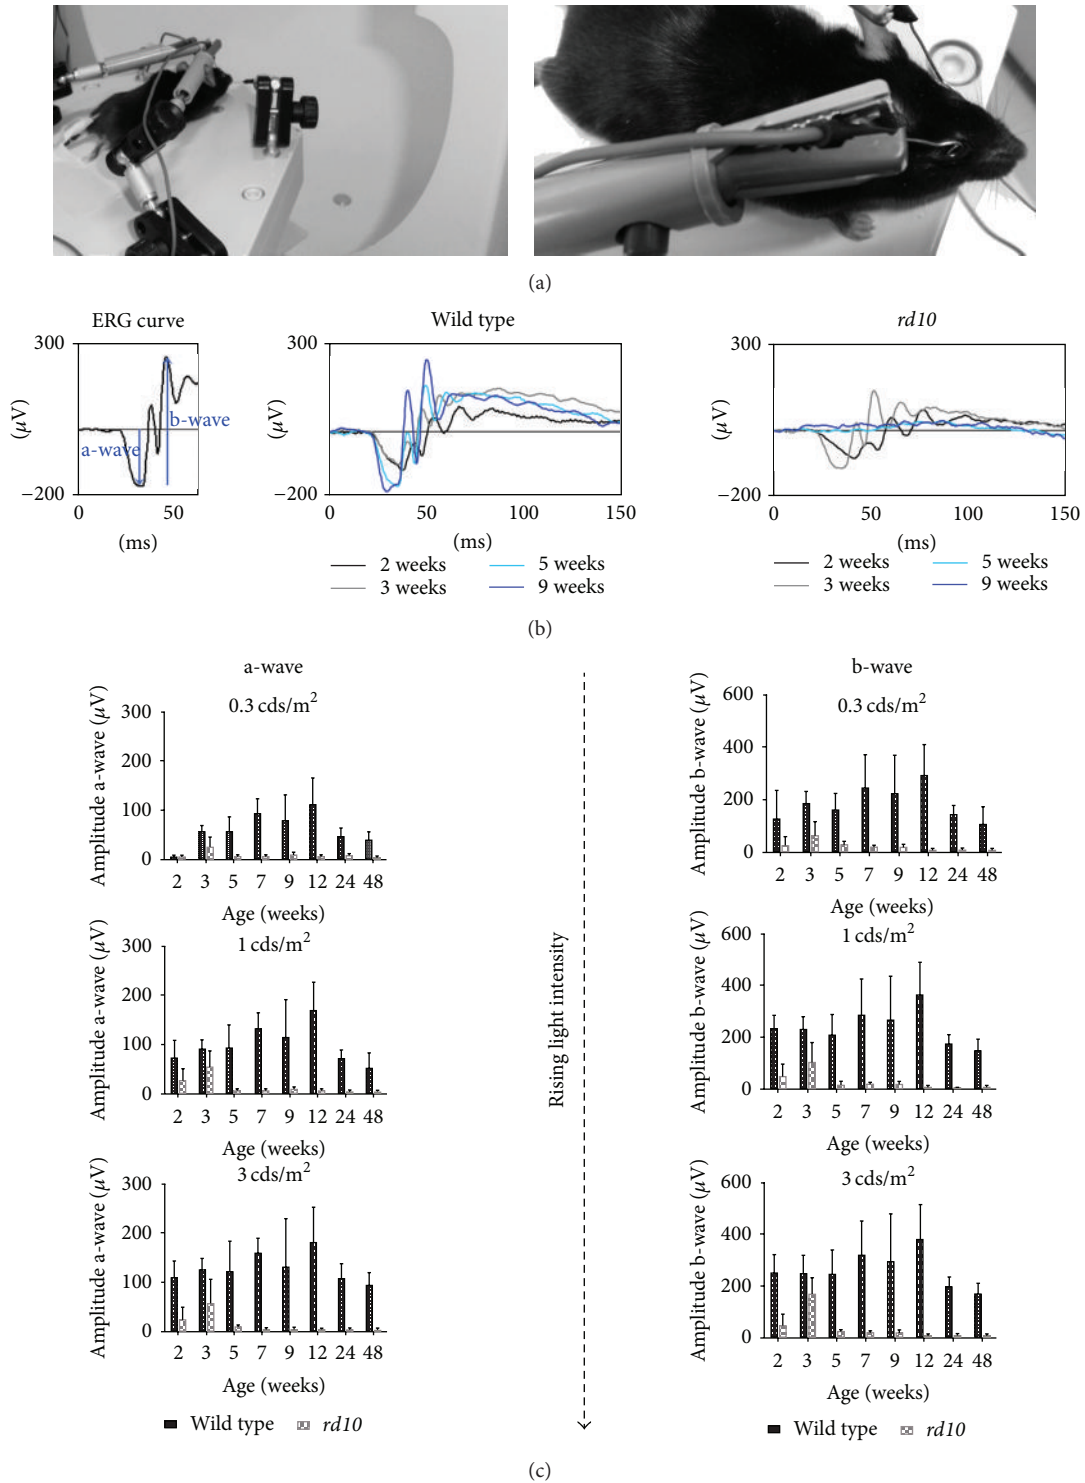 (a)
ERG curve
300
(μV)
a-wave
b-wave
−200
0 50
(ms)
Wild type
300
(μV)
−200
0 50 100 150
(ms)
2 weeks 5 weeks
3 weeks 9 weeks
rd10
300
(μV)
−200
0 50 100 150
(ms)
2 weeks 5 weeks
3 weeks 9 weeks
(b)
a-wave
0.3 cds/m²
Amplitude a-wave (μV)
300
200
100
0
2 3 5 7 9 12 24 48
Age (weeks)
1 cds/m²
Amplitude a-wave (μV)
300
200
100
0
2 3 5 7 9 12 24 48
Age (weeks)
3 cds/m²
Amplitude a-wave (μV)
300
200
100
0
2 3 5 7 9 12 24 48
Age (weeks)
Wild type rd10
Rising light intensity
b-wave
0.3 cds/m²
Amplitude b-wave (μV)
600
400
200
0
2 3 5 7 9 12 24 48
Age (weeks)
1 cds/m²
Amplitude b-wave (μV)
600
400
200
0
2 3 5 7 9 12 24 48
Age (weeks)
3 cds/m²
Amplitude b-wave (μV)
600
400
200
0
2 3 5 7 9 12 24 48
Age (weeks)
Wild type rd10
(c)